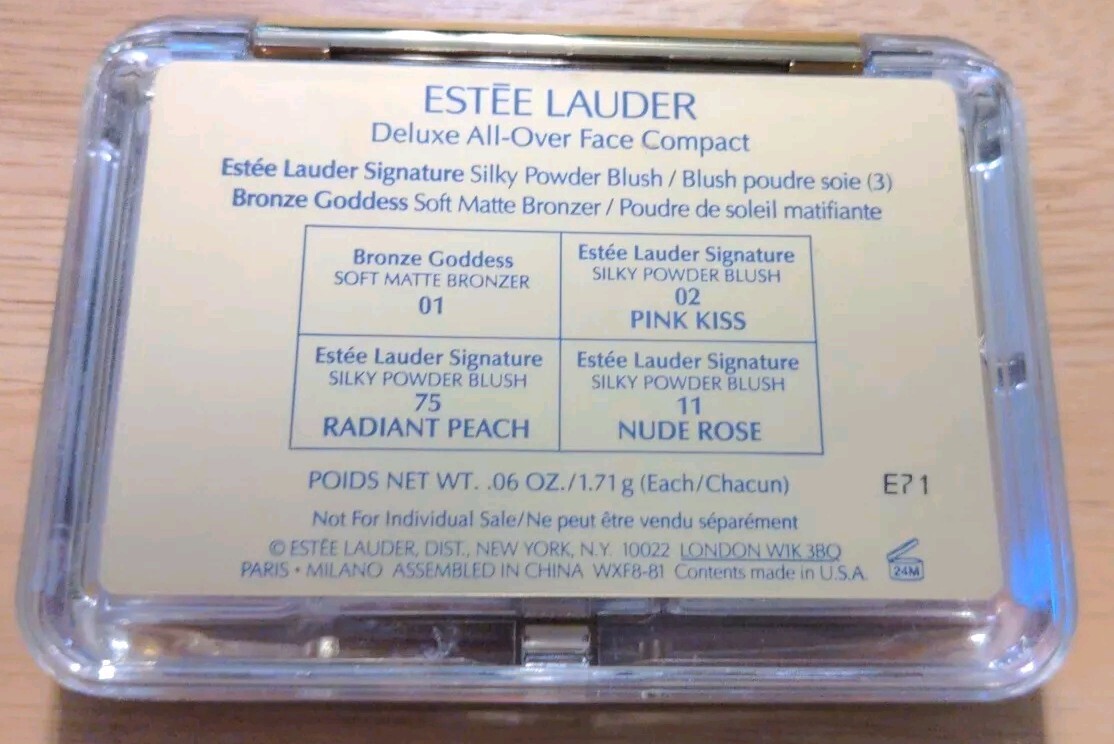 ESTĒE LAUDER
Deluxe All-Over Face Compact
Estée Lauder Signature Silky Powder Blush / Blush poudre soie (3)
Bronze Goddess Soft Matte Bronzer / Poudre de soleil matifiante
Bronze Goddess
SOFT MATTE BRONZER
01
Estée Lauder Signature
SILKY POWDER BLUSH
02
PINK KISS
Estée Lauder Signature
SILKY POWDER BLUSH
75
RADIANT PEACH
Estée Lauder Signature
SILKY POWDER BLUSH
11
NUDE ROSE
POIDS NET WT. .06 OZ./1.71 g (Each/Chacun)
E71
Not For Individual Sale/Ne peut être vendu séparément
© ESTÉE LAUDER, DIST., NEW YORK, N.Y. 10022 LONDON W1K 3BQ
PARIS • MILANO ASSEMBLED IN CHINA WXF8-81 Contents made in U.S.A.
24M